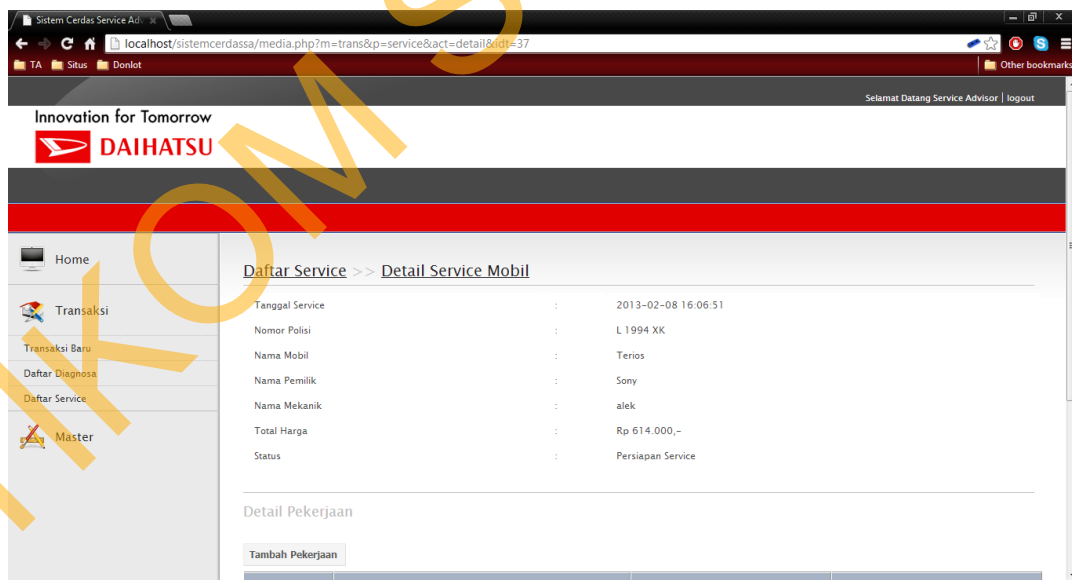 Sistem Cerdas Service Adv
localhost/sistemcerdassa/media.php?m=trans&p=service&act=detail&idt=37
TA Situs Donlot Other bookmarks
Selamat Datang Service Advisor | logout
Innovation for Tomorrow
DAIHATSU
Home
Transaksi
Transaksi Baru
Daftar Diagnosa
Daftar Service
Master
Daftar Service >> Detail Service Mobil
Tanggal Service : 2013-02-08 16:06:51
Nomor Polisi : L 1994 XK
Nama Mobil : Terios
Nama Pemilik : Sony
Nama Mekanik : alek
Total Harga : Rp 614.000,-
Status : Persiapan Service
Detail Pekerjaan
Tambah Pekerjaan
IKOMS